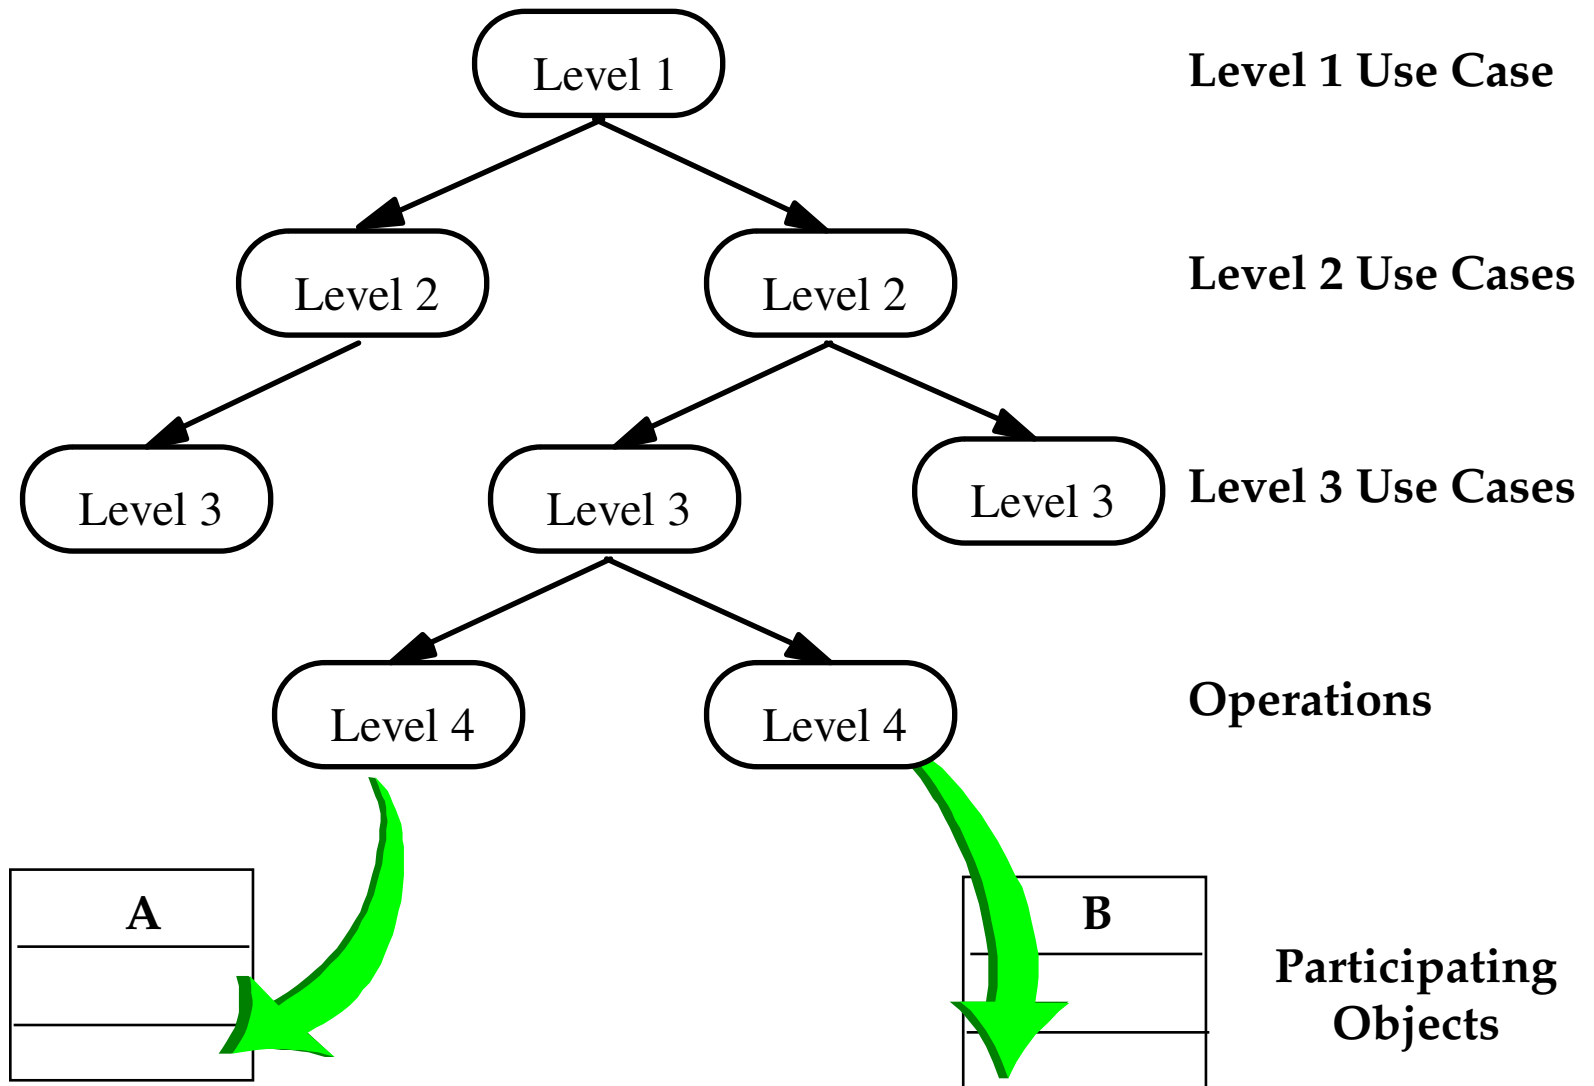 Level 1
Level 1 Use Case
Level 2
Level 2
Level 2 Use Cases
Level 3
Level 3
Level 3
Level 3 Use Cases
Level 4
Level 4
Operations
A
B
Participating
Objects